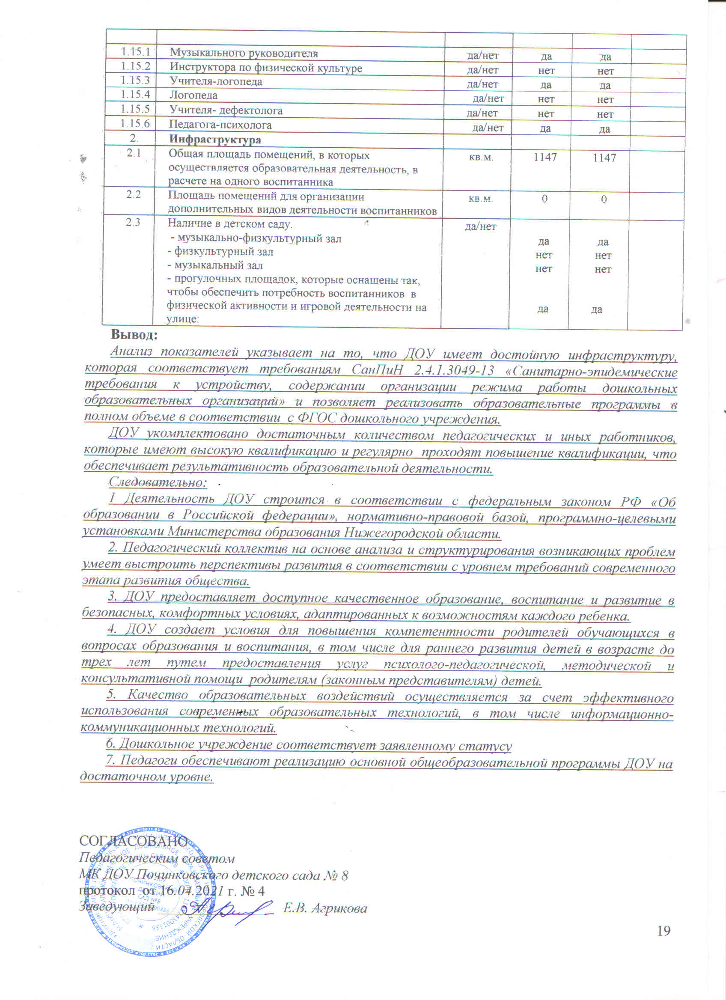 1.15.1 Музыкального руководителя да/нет да да
1.15.2 Инструктора по физической культуре да/нет нет нет
1.15.3 Учителя-логопеда да/нет да да
1.15.4 Логопеда да/нет нет нет
1.15.5 Учителя- дефектолога да/нет нет нет
1.15.6 Педагога-психолога да/нет да да
2. Инфраструктура
2.1 Общая площадь помещений, в которых кв.м. 1147 1147
осуществляется образовательная деятельность, в
расчете на одного воспитанника
2.2 Площадь помещений для организации кв.м. 0 0
дополнительных видов деятельности воспитанников
2.3 Наличие в детском саду. да/нет
- музыкально-физкультурный зал да да
- физкультурный зал нет нет
- музыкальный зал нет нет
- прогулочных площадок, которые оснащены так,
чтобы обеспечить потребность воспитанников в
физической активности и игровой деятельности на да да
улице:
Вывод:
Анализ показателей указывает на то, что ДОУ имеет достойную инфраструктуру,
которая соответствует требованиям СанПиН 2.4.1.3049-13 «Санитарно-эпидемические
требования к устройству, содержании организации режима работы дошкольных
образовательных организаций» и позволяет реализовать образовательные программы в
полном объеме в соответствии с ФГОС дошкольного учреждения.
ДОУ укомплектовано достаточным количеством педагогических и иных работников,
которые имеют высокую квалификацию и регулярно проходят повышение квалификации, что
обеспечивает результативность образовательной деятельности.
Следовательно:
1 Деятельность ДОУ строится в соответствии с федеральным законом РФ «Об
образовании в Российской федерации», нормативно-правовой базой, программно-целевыми
установками Министерства образования Нижегородской области.
2. Педагогический коллектив на основе анализа и структурирования возникающих проблем
умеет выстроить перспективы развития в соответствии с уровнем требований современного
этапа развития общества.
3. ДОУ предоставляет доступное качественное образование, воспитание и развитие в
безопасных, комфортных условиях, адаптированных к возможностям каждого ребенка.
4. ДОУ создает условия для повышения компетентности родителей обучающихся в
вопросах образования и воспитания, в том числе для раннего развития детей в возрасте до
трех лет путем предоставления услуг психолого-педагогической, методической и
консультативной помощи родителям (законным представителям) детей.
5. Качество образовательных воздействий осуществляется за счет эффективного
использования современных образовательных технологий, в том числе информационно-
коммуникационных технологий.
6. Дошкольное учреждение соответствует заявленному статусу
7. Педагоги обеспечивают реализацию основной общеобразовательной программы ДОУ на
достаточном уровне.
СОГЛАСОВАНО
Педагогическим советом
МК ДОУ Починковского детского сада № 8
протокол от 16.04.2021 г. № 4
Заведующий Е.В. Агрикова
19